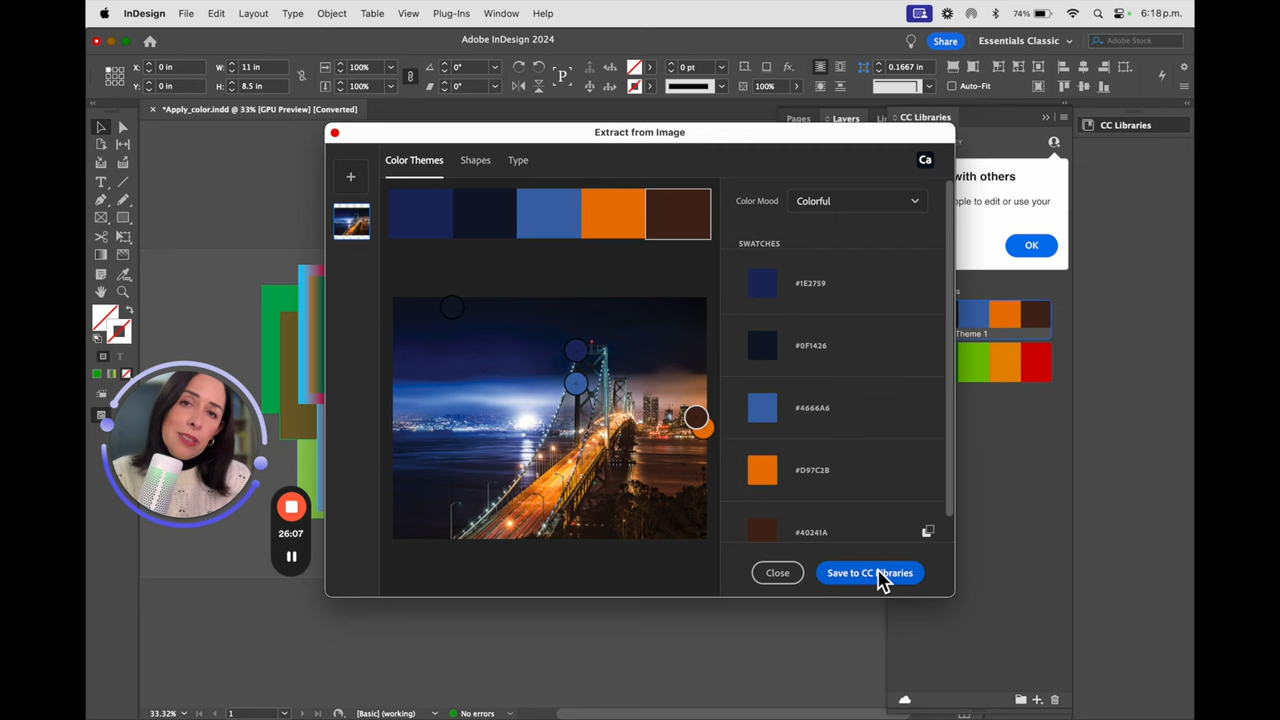 InDesign File Edit Layout Type Object Table View Plug-Ins Window Help 74% 6:18 p.m.
Adobe InDesign 2024 Share Essentials Classic Adobe Stock
X: 0 in W: 11 in 100% 0° P 0 pt fx. 0.1667 in
Y: 0 in H: 8.5 in 100% 0° 100% Auto-Fit
*Apply_color.indd @ 33% [GPU Preview] [Converted]
Pages Layers CC Libraries
CC Libraries
Extract from Image
Color Themes Shapes Type Ca
with others
Color Mood Colorful
OK
SWATCHES
#1E2759
Theme 1
#0F1426
#4666A6
#D97C2B
26:07
#40241A
Close Save to CC Libraries
33.32% 1 [Basic] (working) No errors